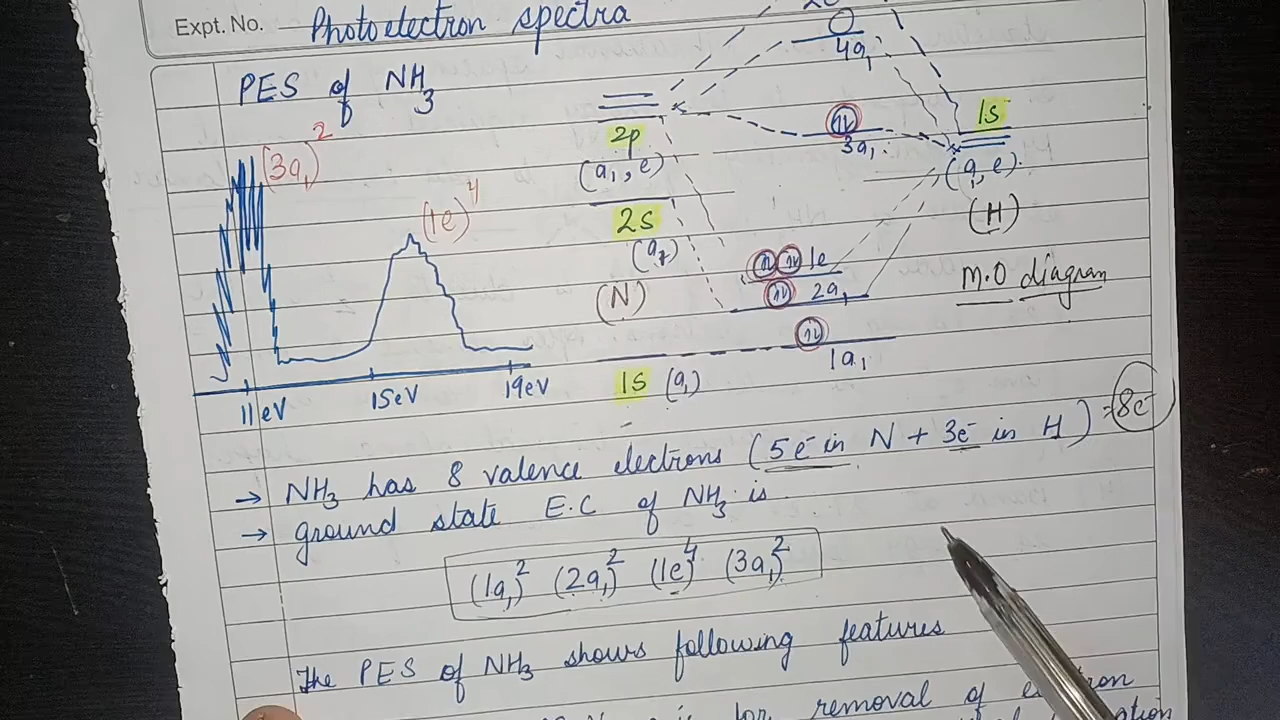 Expt. No. Photoelectron spectra
PES of NH3
(3a1)²
(1e)⁴
11eV 15eV 19eV
4a1
2p
(a1, e)
1s
3a1
(a1, e)
(H)
2s
(N)
1e
2a1
M.O diagram
1s (a1)
1a1
→ NH3 has 8 valence electrons (5e⁻ in N + 3e⁻ in H) = 8e⁻
→ ground state E.C of NH3 is
(1a1)² (2a1)² (1e)⁴ (3a1)²
The PES of NH3 shows following features
is for removal of